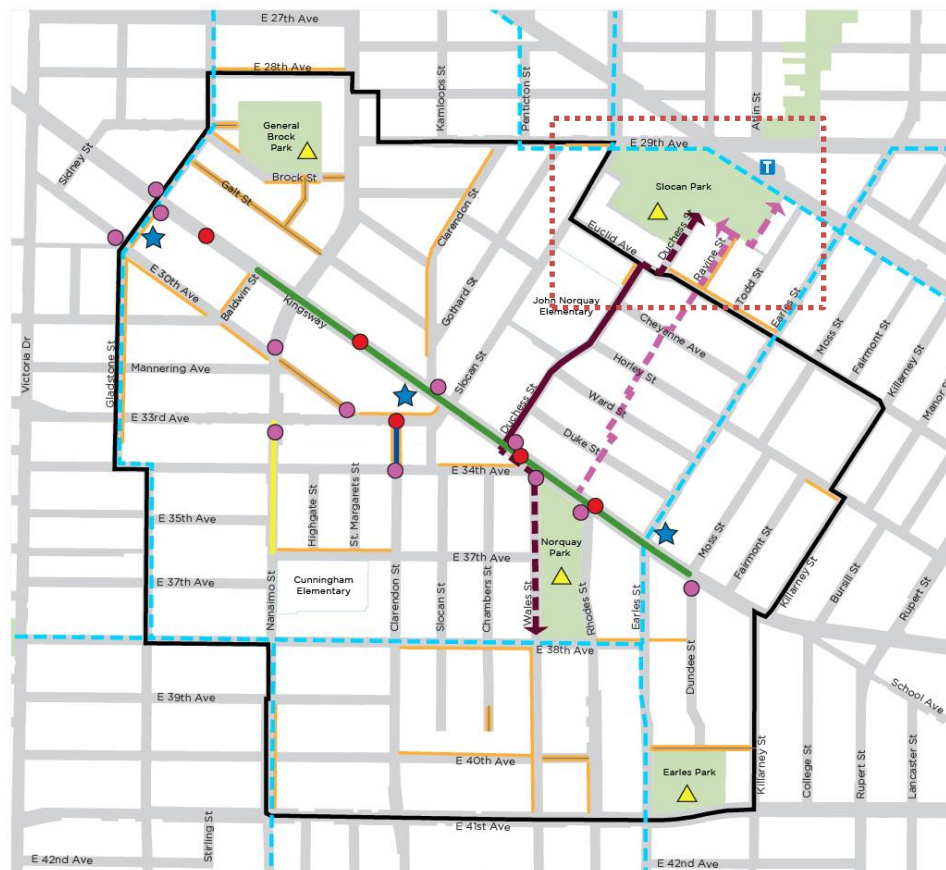 E 27th Ave
E 28th Ave
Kamloops St
Penticton St
Atlin St
E 29th Ave
T
General
Brock
Park
Sidney St
Brock St
Galt St
Clarendon St
Slocan Park
Euclid Ave
Duchess St
Ravine St
Todd St
Earles St
E 30th Ave
Baldwin St
Kingsway
Gothard St
John Norquay
Elementary
Cheyenne Ave
Moss St
Fairmont St
Killarney St
Manor St
Victoria Dr
Gladstone St
Mannering Ave
Slocan St
Horley St
Ward St
Duke St
Duchess St
E 33rd Ave
E 34th Ave
Highgate St
St. Margarets St
E 35th Ave
Norquay
Park
Moss St
Fairmont St
Killarney St
Bursill St
Rupert St
E 37th Ave
E 37th Ave
Cunningham
Elementary
Nanaimo St
Clarendon St
Slocan St
Chambers St
Wales St
Rhodes St
Earles St
E 38th Ave
Dundee St
E 39th Ave
School Ave
E 40th Ave
Earles Park
Killarney St
College St
Rupert St
Lancaster St
E 41st Ave
Stirling St
E 42nd Ave
E 42nd Ave